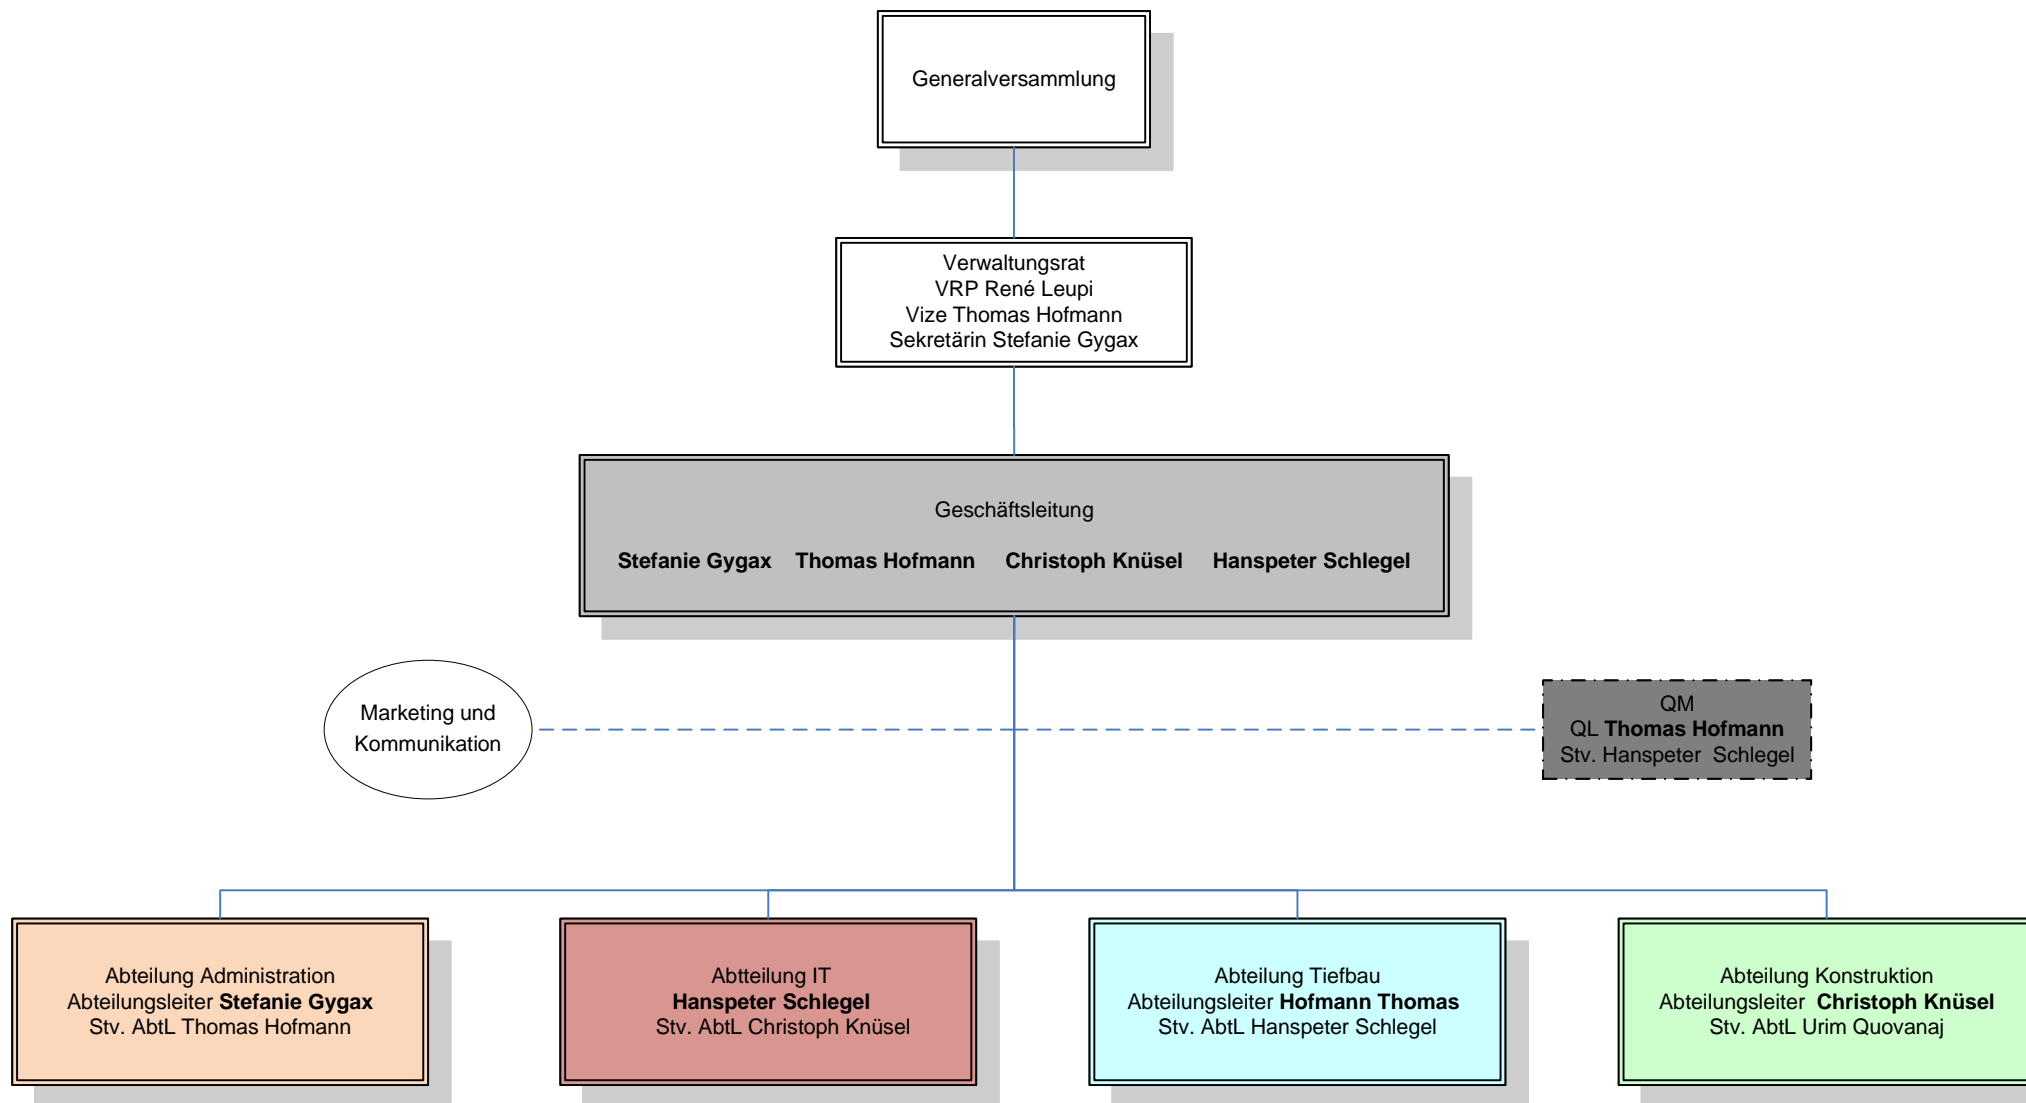 Generalversammlung
Verwaltungsrat
VRP René Leupi
Vize Thomas Hofmann
Sekretärin Stefanie Gygax
Geschäftsleitung
Stefanie Gygax Thomas Hofmann Christoph Knüsel Hanspeter Schlegel
Marketing und
Kommunikation
QM
QL Thomas Hofmann
Stv. Hanspeter Schlegel
Abteilung Administration
Abteilungsleiter Stefanie Gygax
Stv. AbtL Thomas Hofmann
Abtteilung IT
Hanspeter Schlegel
Stv. AbtL Christoph Knüsel
Abteilung Tiefbau
Abteilungsleiter Hofmann Thomas
Stv. AbtL Hanspeter Schlegel
Abteilung Konstruktion
Abteilungsleiter Christoph Knüsel
Stv. AbtL Urim Quovanaj